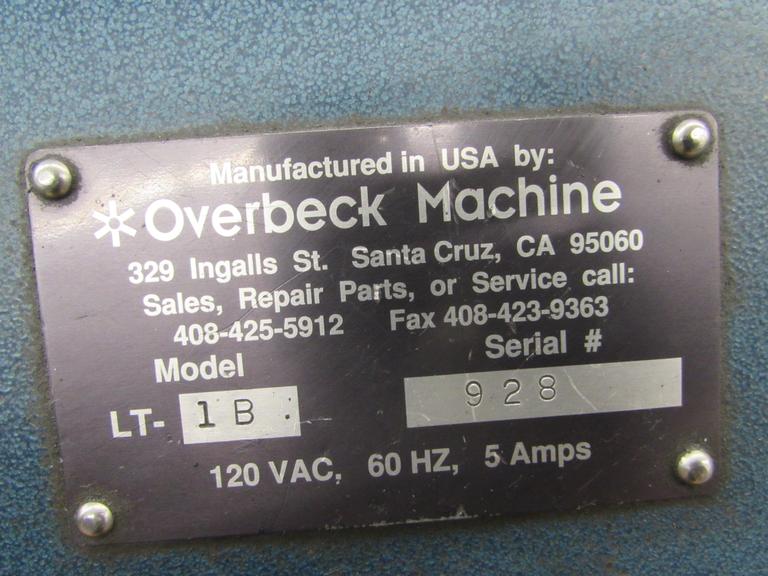 Manufactured in USA by:
Overbeck Machine
329 Ingalls St. Santa Cruz, CA 95060
Sales, Repair Parts, or Service call:
408-425-5912 Fax 408-423-9363
Model Serial #
LT- 1B 928
120 VAC, 60 HZ, 5 Amps